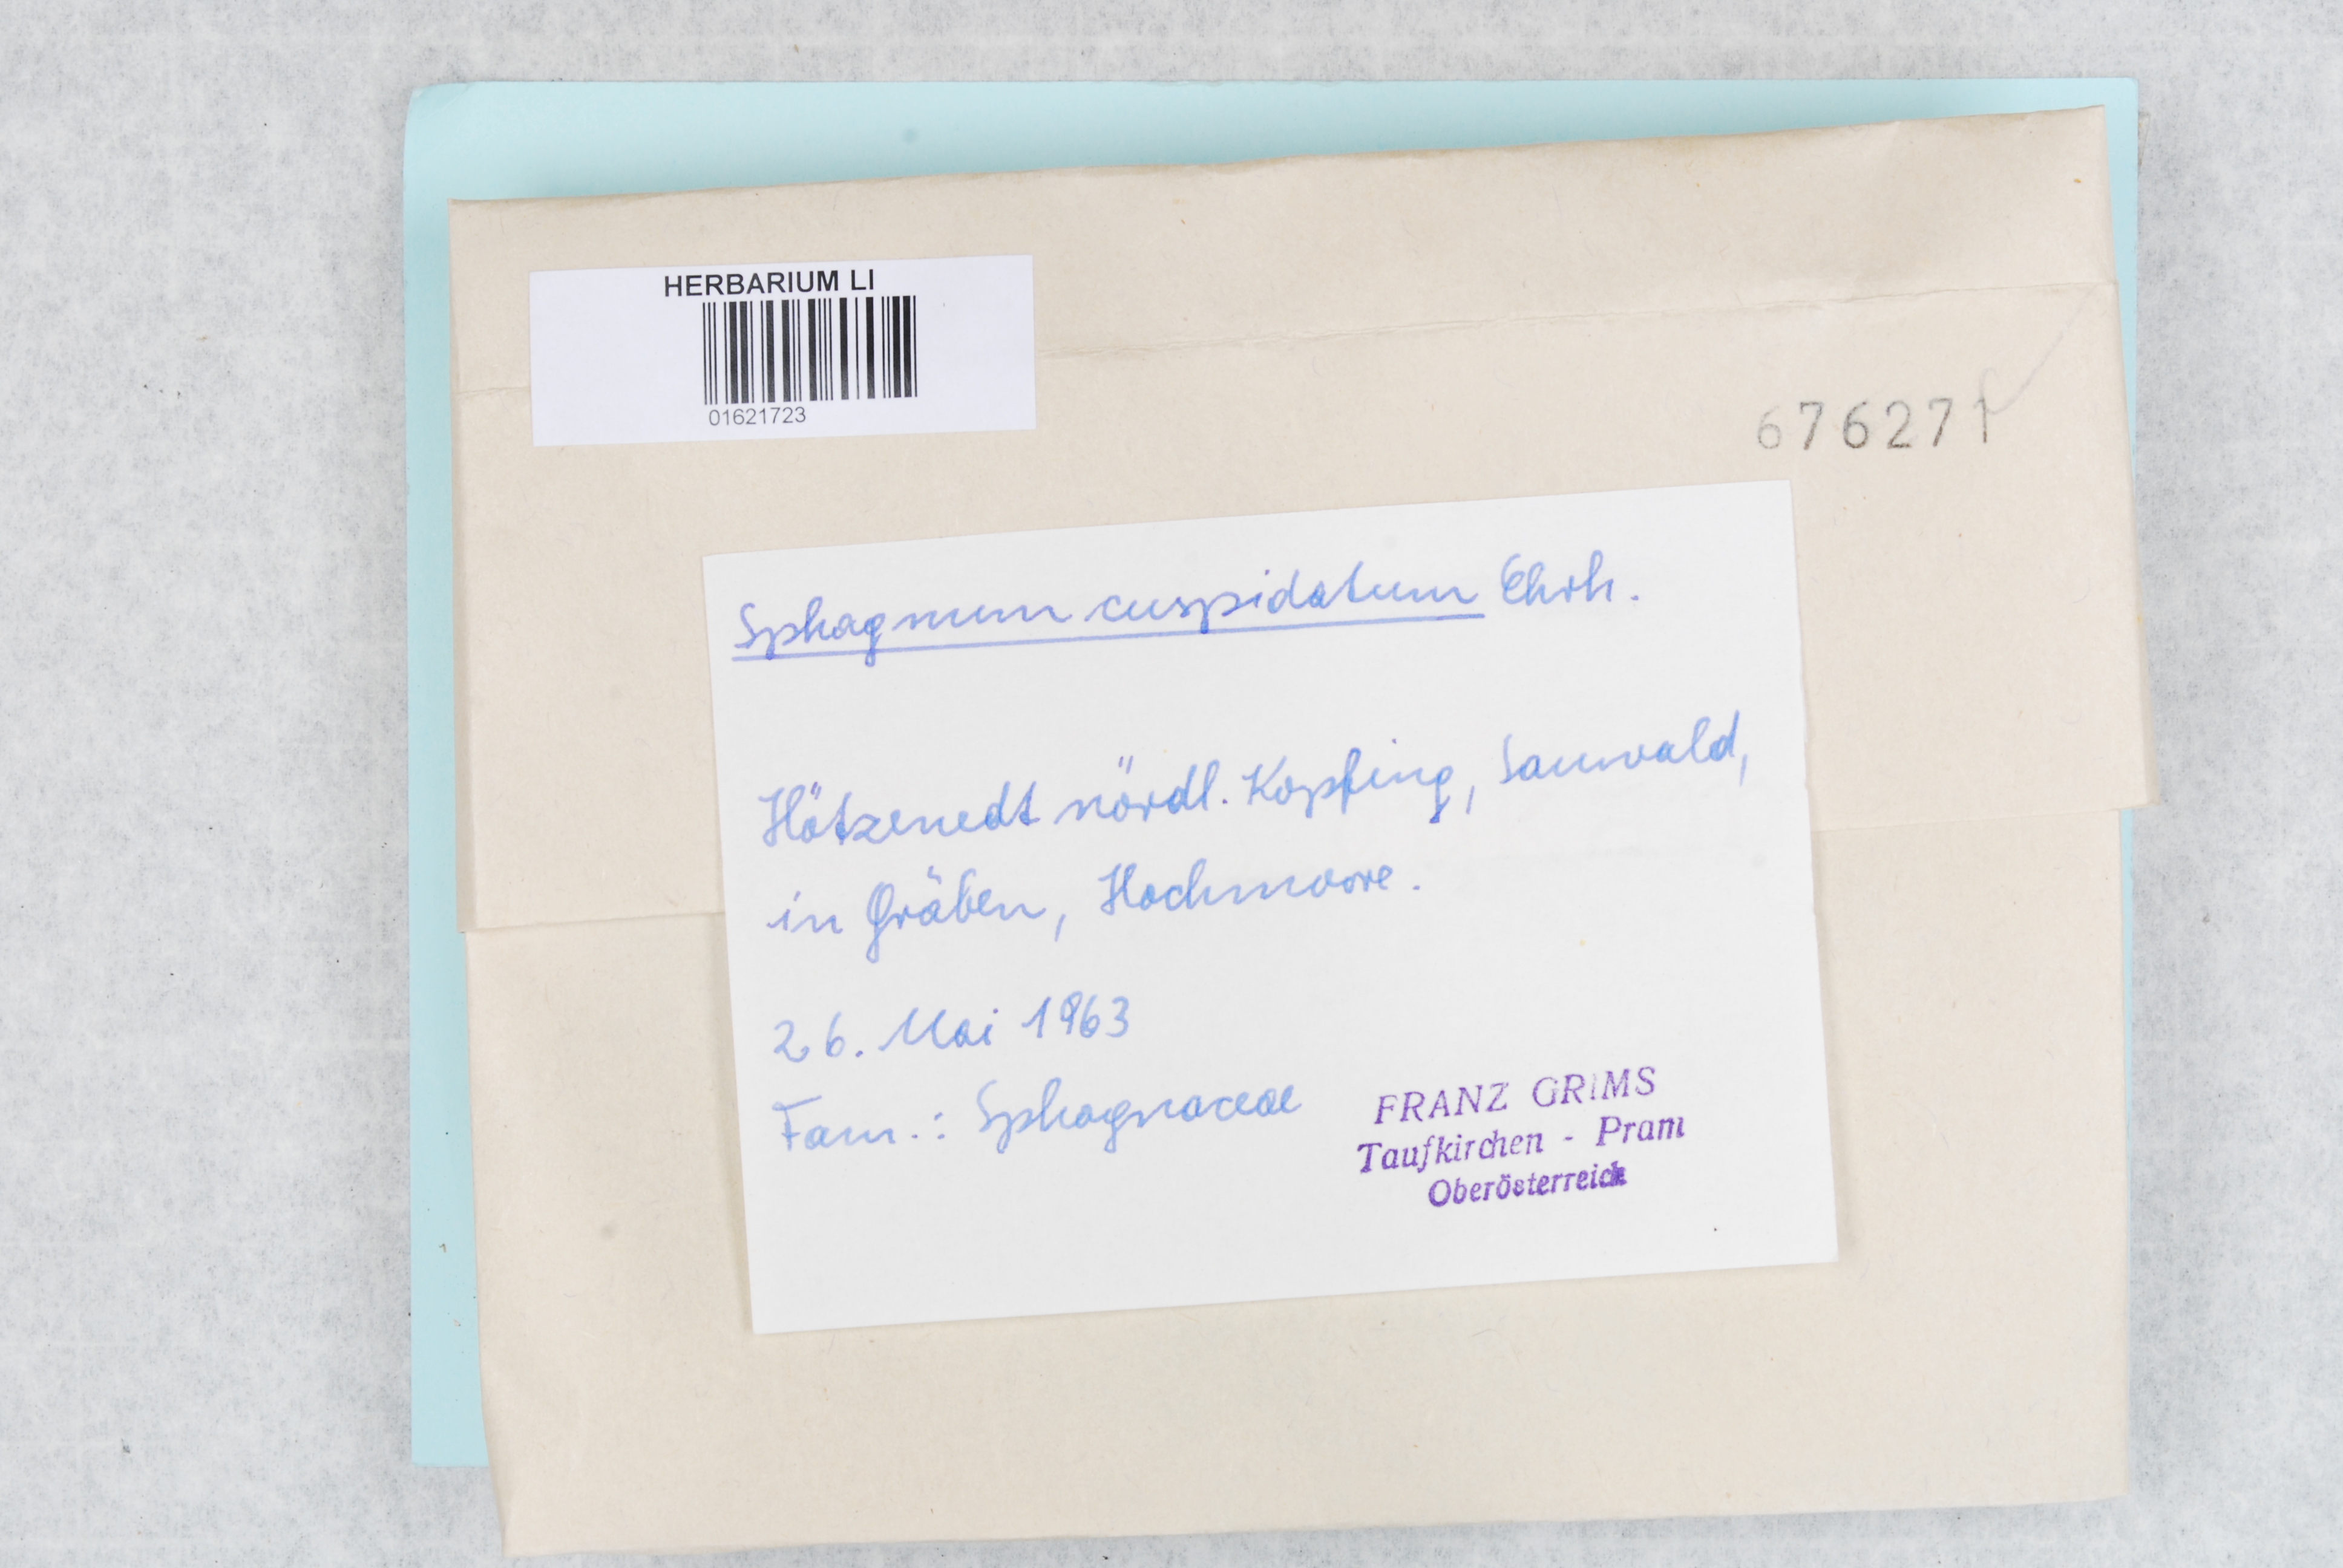 HERBARIUM LI
01621723
676271
Sphagnum cuspidatum Ehrh.
Hötzenedt nördl. Kopfing, Sauwald,
in Gräben, Hochmoore.
26. Mai 1963
Fam.: Sphagnaceae
FRANZ GRIMS
Taufkirchen - Pram
Oberösterreich